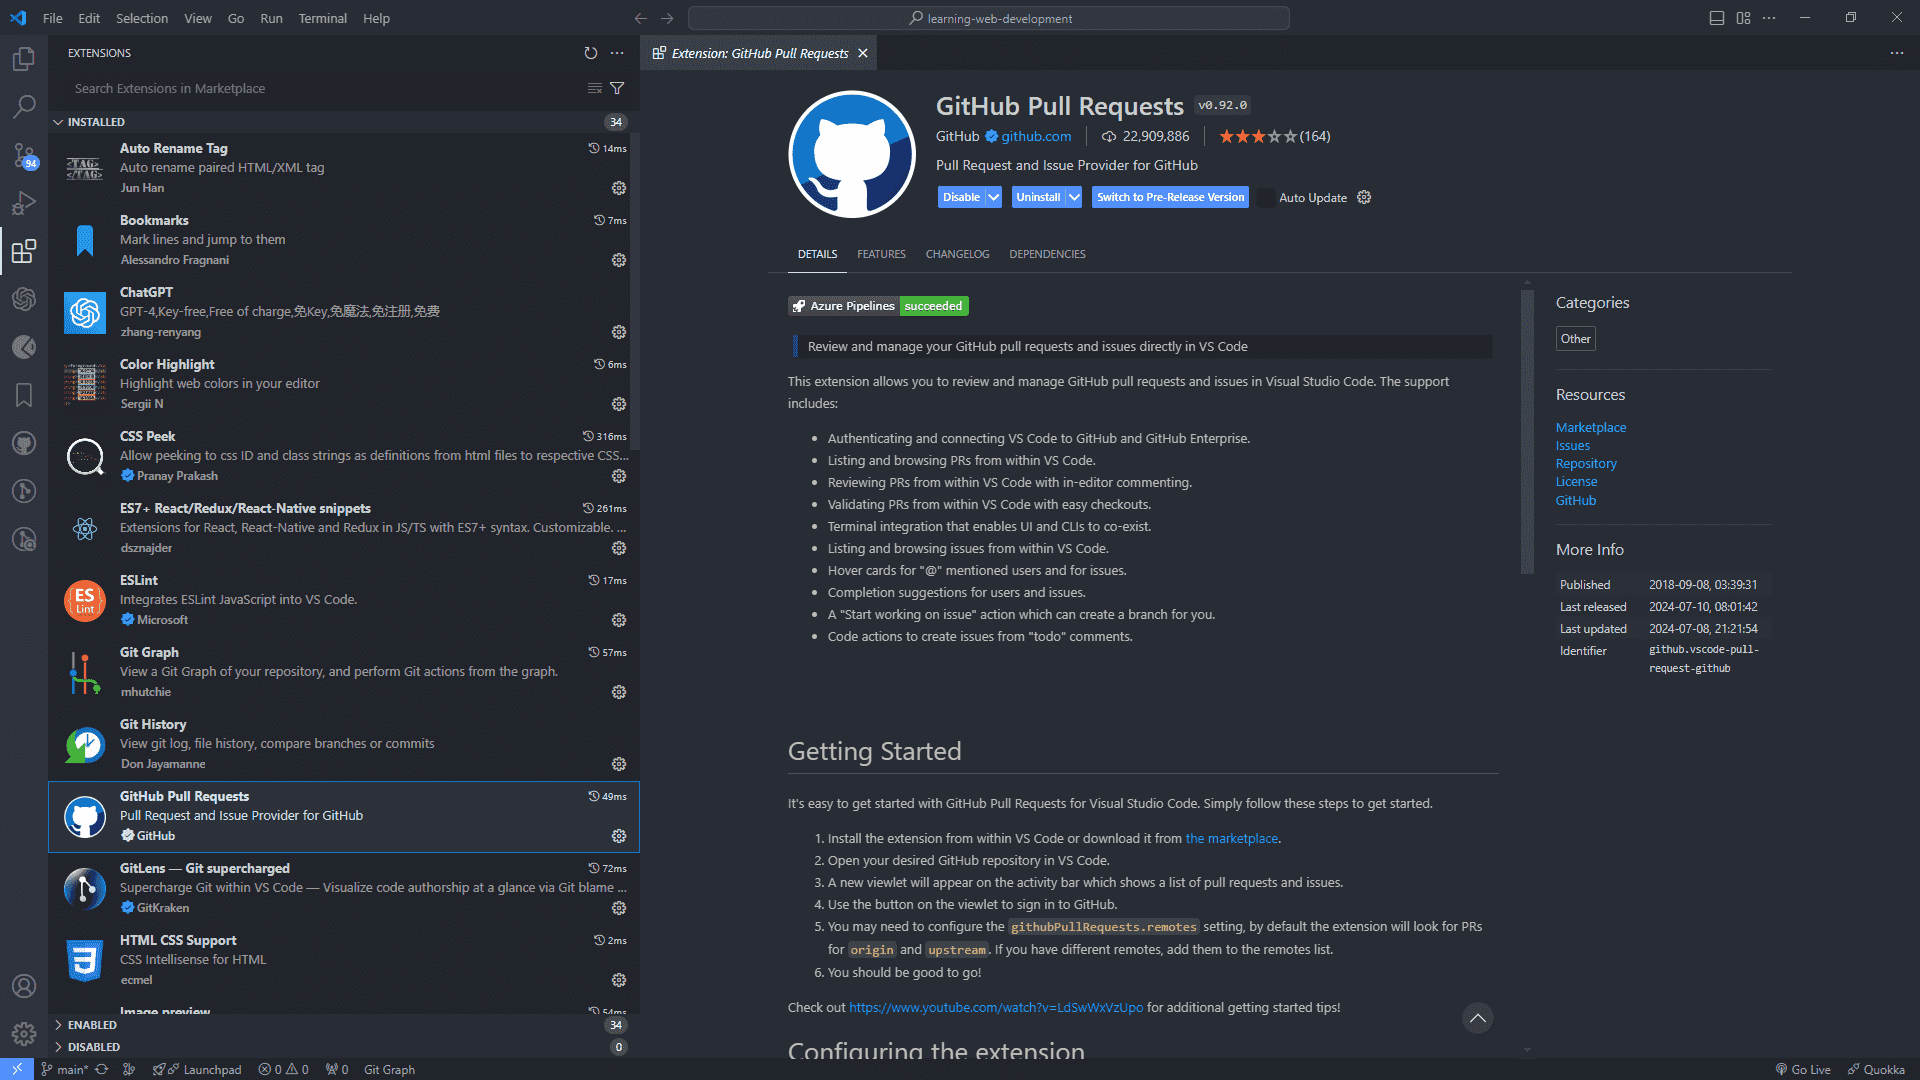 File Edit Selection View Go Run Terminal Help
learning-web-development
EXTENSIONS
Search Extensions in Marketplace
INSTALLED 34
Auto Rename Tag 14ms
Auto rename paired HTML/XML tag
Jun Han
Bookmarks 7ms
Mark lines and jump to them
Alessandro Fragnani
ChatGPT
GPT-4,Key-free,Free of charge,免Key,免魔法,免注册,免费
zhang-renyang
Color Highlight 6ms
Highlight web colors in your editor
Sergii N
CSS Peek 316ms
Allow peeking to css ID and class strings as definitions from html files to respective CSS...
Pranay Prakash
ES7+ React/Redux/React-Native snippets 261ms
Extensions for React, React-Native and Redux in JS/TS with ES7+ syntax. Customizable. ...
dsznajder
ESLint 17ms
Integrates ESLint JavaScript into VS Code.
Microsoft
Git Graph 57ms
View a Git Graph of your repository, and perform Git actions from the graph.
mhutchie
Git History
View git log, file history, compare branches or commits
Don Jayamanne
GitHub Pull Requests 49ms
Pull Request and Issue Provider for GitHub
GitHub
GitLens — Git supercharged 72ms
Supercharge Git within VS Code — Visualize code authorship at a glance via Git blame ...
GitKraken
HTML CSS Support 2ms
CSS Intellisense for HTML
ecmel
Image preview 54ms
ENABLED 34
DISABLED 0
94
<TAG>
</TAG>
ES
Lint
Extension: GitHub Pull Requests
GitHub Pull Requests v0.92.0
GitHub github.com 22,909,886 (164)
Pull Request and Issue Provider for GitHub
Disable Uninstall Switch to Pre-Release Version Auto Update
DETAILS FEATURES CHANGELOG DEPENDENCIES
Azure Pipelines succeeded
Review and manage your GitHub pull requests and issues directly in VS Code
This extension allows you to review and manage GitHub pull requests and issues in Visual Studio Code. The support
includes:
• Authenticating and connecting VS Code to GitHub and GitHub Enterprise.
• Listing and browsing PRs from within VS Code.
• Reviewing PRs from within VS Code with in-editor commenting.
• Validating PRs from within VS Code with easy checkouts.
• Terminal integration that enables UI and CLIs to co-exist.
• Listing and browsing issues from within VS Code.
• Hover cards for "@" mentioned users and for issues.
• Completion suggestions for users and issues.
• A "Start working on issue" action which can create a branch for you.
• Code actions to create issues from "todo" comments.
Getting Started
It's easy to get started with GitHub Pull Requests for Visual Studio Code. Simply follow these steps to get started.
1. Install the extension from within VS Code or download it from the marketplace.
2. Open your desired GitHub repository in VS Code.
3. A new viewlet will appear on the activity bar which shows a list of pull requests and issues.
4. Use the button on the viewlet to sign in to GitHub.
5. You may need to configure the githubPullRequests.remotes setting, by default the extension will look for PRs
for origin and upstream. If you have different remotes, add them to the remotes list.
6. You should be good to go!
Check out https://www.youtube.com/watch?v=LdSwWxVzUpo for additional getting started tips!
Configuring the extension
Categories
Other
Resources
Marketplace
Issues
Repository
License
GitHub
More Info
Published 2018-09-08, 03:39:31
Last released 2024-07-10, 08:01:42
Last updated 2024-07-08, 21:21:54
Identifier github.vscode-pull-
request-github
main* Launchpad 0 0 0 Git Graph Go Live Quokka